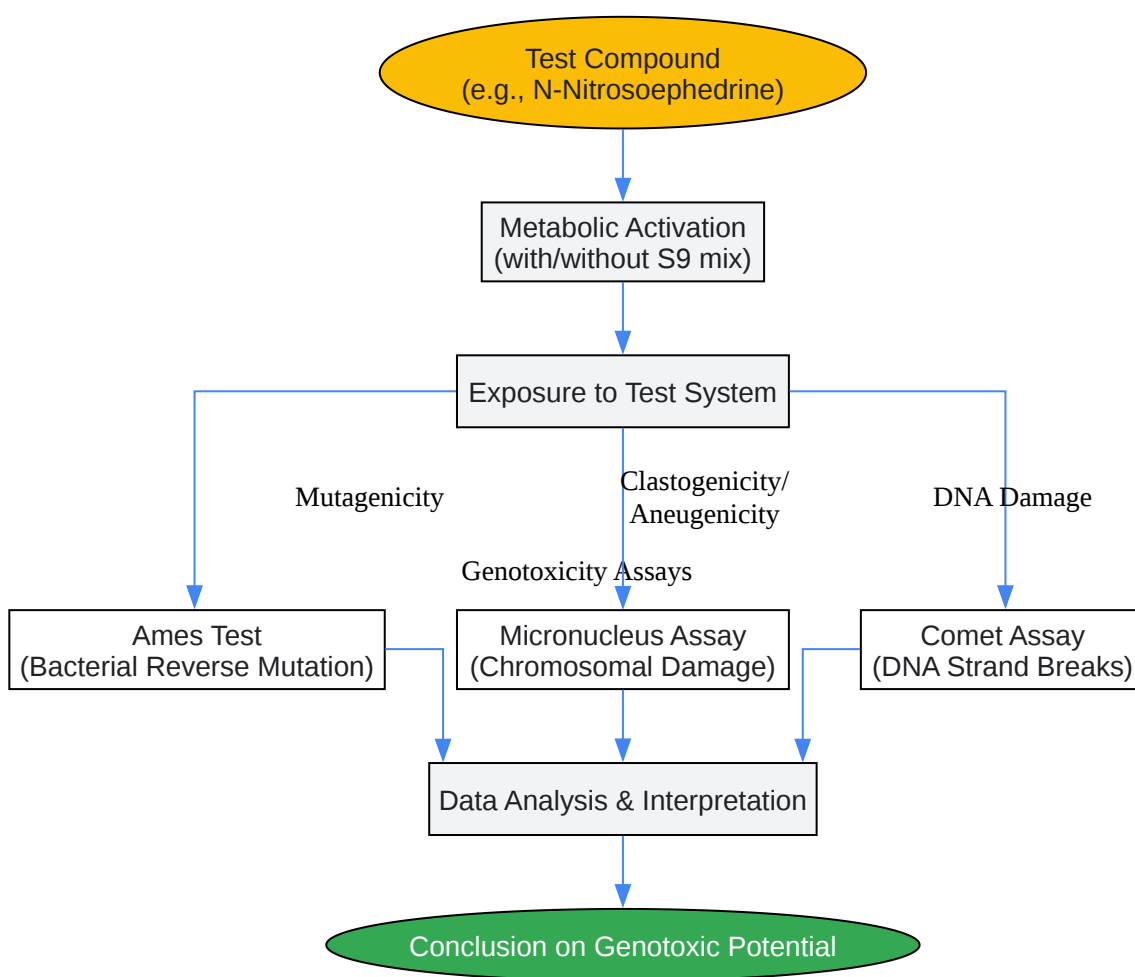 Test Compound
(e.g., N-Nitrosoephedrine)
Metabolic Activation
(with/without S9 mix)
Exposure to Test System
Mutagenicity
Clastogenicity/
Aneugenicity
DNA Damage
Genotoxicity Assays
Ames Test
(Bacterial Reverse Mutation)
Micronucleus Assay
(Chromosomal Damage)
Comet Assay
(DNA Strand Breaks)
Data Analysis & Interpretation
Conclusion on Genotoxic Potential